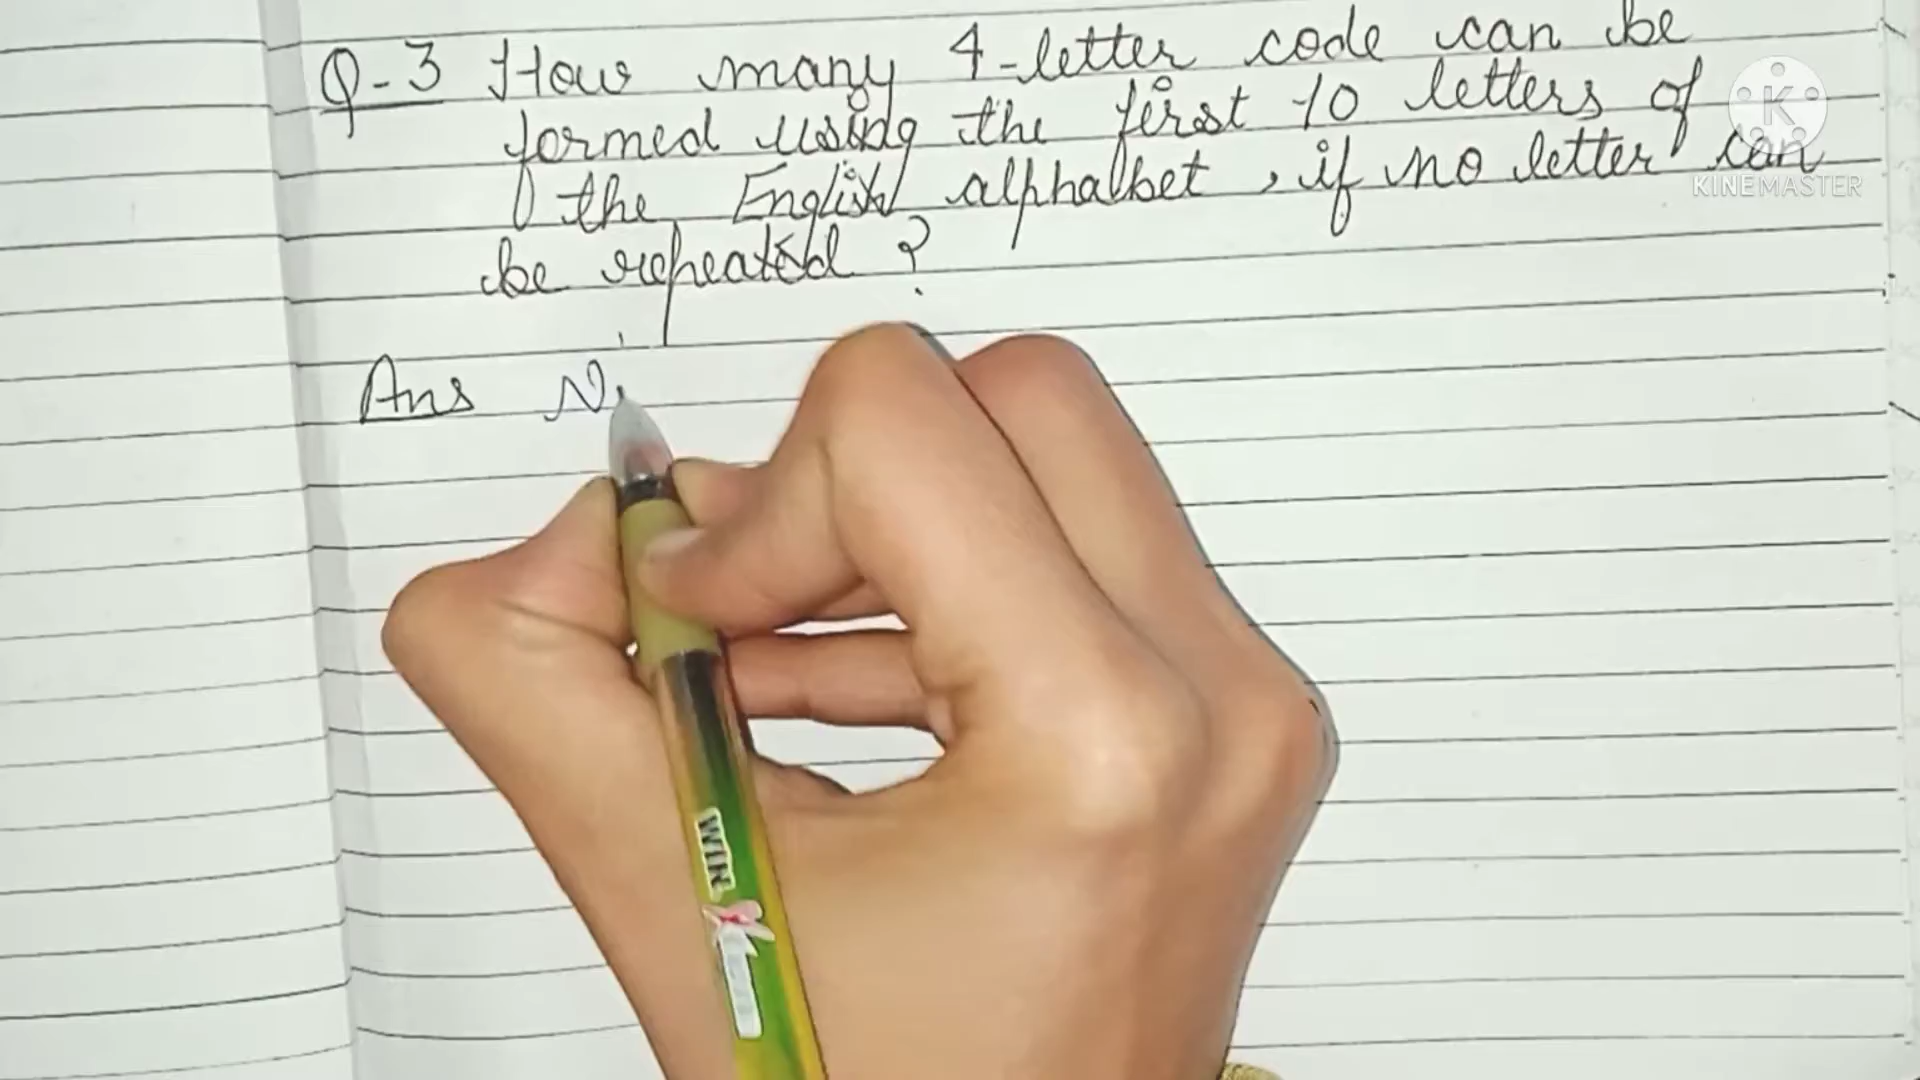 Q-3 How many 4-letter code can be
formed using the first 10 letters of
the English alphabet, if no letter can
be repeated ?
Ans N
K
KINEMASTER
WIN